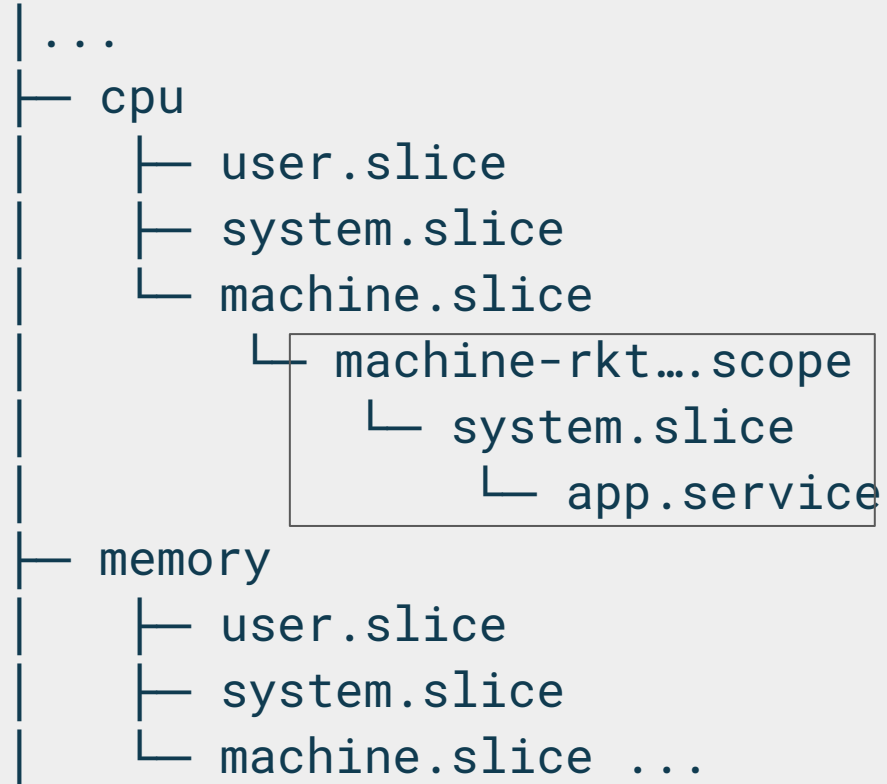 │...
├─ cpu
│   ├─ user.slice
│   ├─ system.slice
│   └─ machine.slice
│       └─ machine-rkt….scope
│           └─ system.slice
│               └─ app.service
├─ memory
│   ├─ user.slice
│   ├─ system.slice
│   └─ machine.slice ...